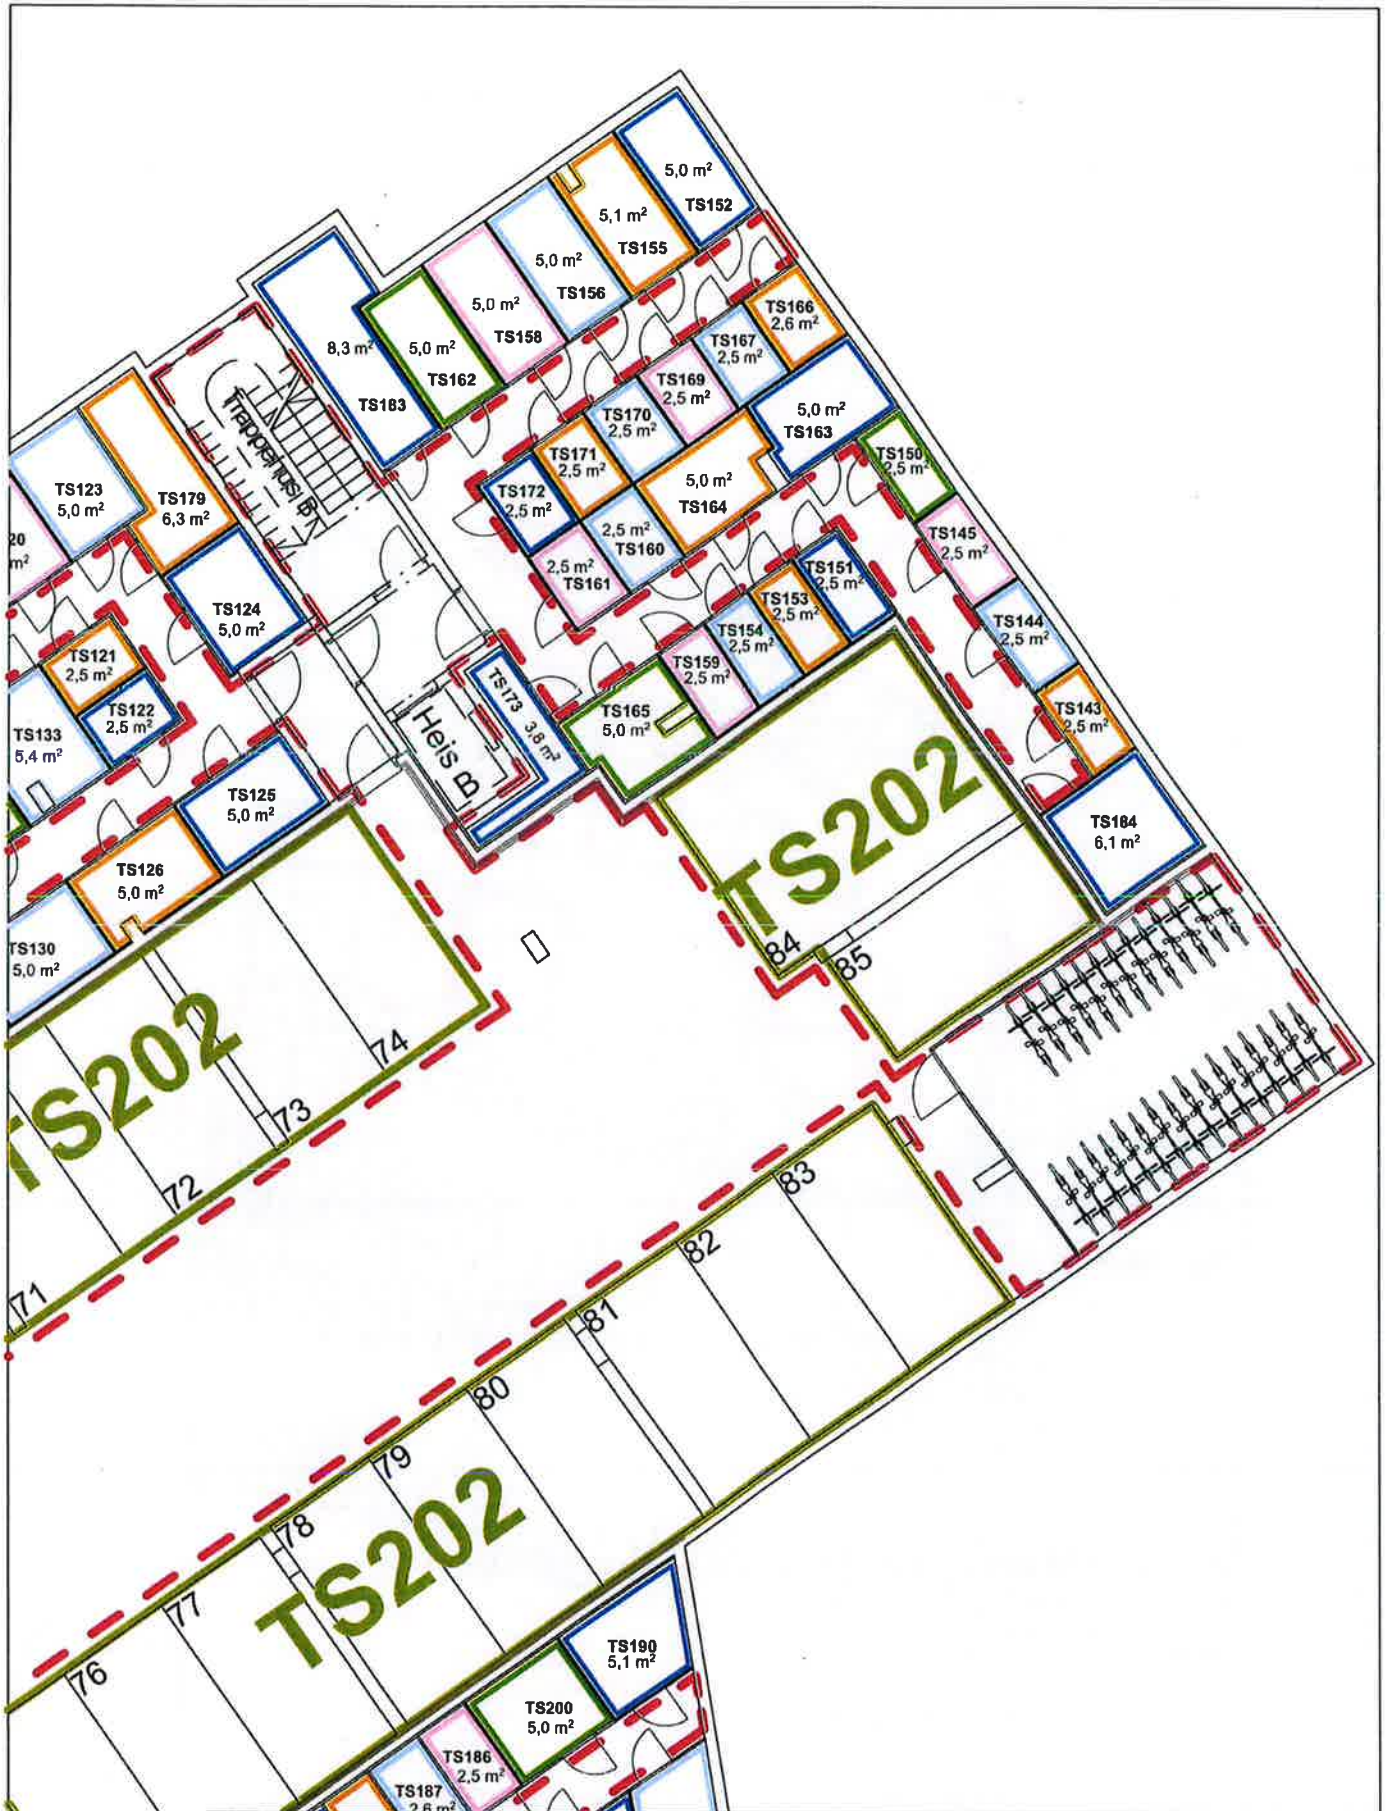 5,0 m²
TS152
5,1 m²
TS155
5,0 m²
TS156
5,0 m²
TS158
5,0 m²
TS162
8,3 m²
TS183
TS166
2,6 m²
TS167
2,5 m²
TS169
2,5 m²
TS170
2,5 m²
TS171
2,5 m²
TS172
2,5 m²
5,0 m²
TS163
5,0 m²
TS164
2,5 m²
TS160
2,5 m²
TS161
TS150
2,5 m²
TS145
2,5 m²
TS144
2,5 m²
TS143
2,5 m²
TS184
6,1 m²
TS151
2,5 m²
TS153
2,5 m²
TS154
2,5 m²
TS159
2,5 m²
TS165
5,0 m²
TS173 3,8 m²
Heis B
Trappehus B
TS123
5,0 m²
TS179
6,3 m²
20
m²
TS124
5,0 m²
TS121
2,5 m²
TS122
2,5 m²
TS133
5,4 m²
TS125
5,0 m²
TS126
5,0 m²
TS130
5,0 m²
TS202
84
85
TS202
74
73
72
71
83
82
81
80
79
78
77
76
TS202
TS190
5,1 m²
TS200
5,0 m²
TS186
2,5 m²
TS187
2,6 m²